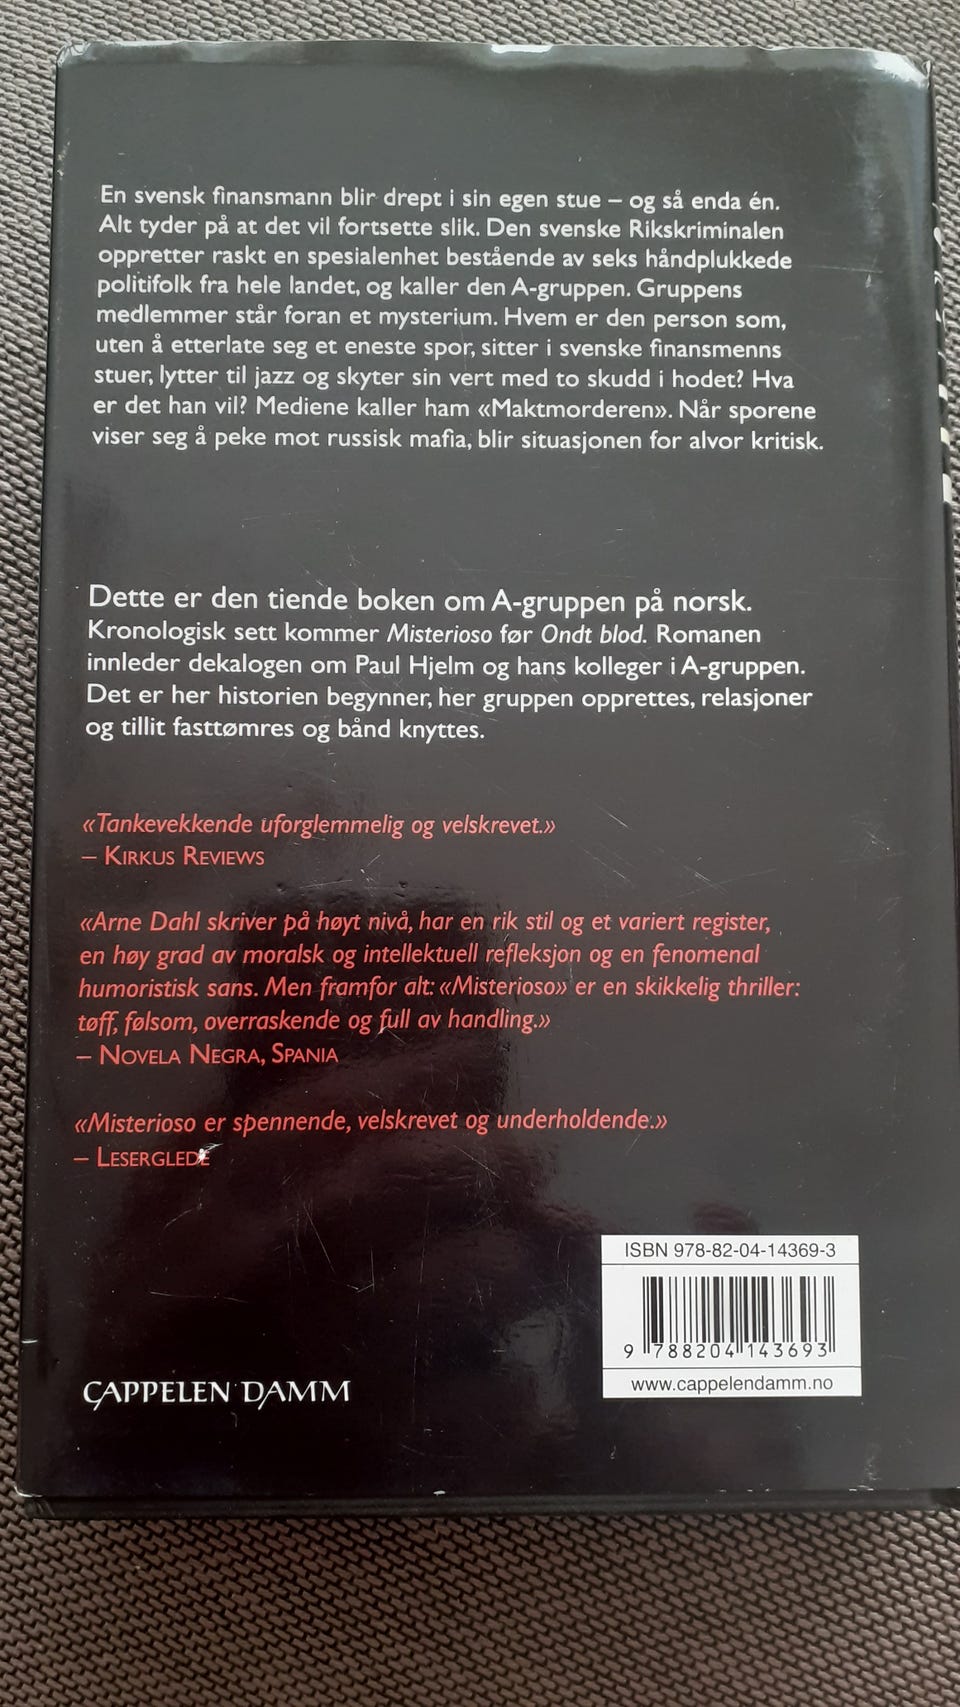 En svensk finansmann blir drept i sin egen stue – og så enda én.
Alt tyder på at det vil fortsette slik. Den svenske Rikskriminalen
oppretter raskt en spesialenhet bestående av seks håndplukkede
politifolk fra hele landet, og kaller den A-gruppen. Gruppens
medlemmer står foran et mysterium. Hvem er den person som,
uten å etterlate seg et eneste spor, sitter i svenske finansmenns
stuer, lytter til jazz og skyter sin vert med to skudd i hodet? Hva
er det han vil? Mediene kaller ham «Maktmorderen». Når sporene
viser seg å peke mot russisk mafia, blir situasjonen for alvor kritisk.
Dette er den tiende boken om A-gruppen på norsk.
Kronologisk sett kommer Misterioso før Ondt blod. Romanen
innleder dekalogen om Paul Hjelm og hans kolleger i A-gruppen.
Det er her historien begynner, her gruppen opprettes, relasjoner
og tillit fasttømres og bånd knyttes.
«Tankevekkende uforglemmelig og velskrevet.»
– KIRKUS REVIEWS
«Arne Dahl skriver på høyt nivå, har en rik stil og et variert register,
en høy grad av moralsk og intellektuell refleksjon og en fenomenal
humoristisk sans. Men framfor alt: «Misterioso» er en skikkelig thriller:
tøff, følsom, overraskende og full av handling.»
– NOVELA NEGRA, SPANIA
«Misterioso er spennende, velskrevet og underholdende.»
– LESERGLEDE
ISBN 978-82-04-14369-3
9 788204 143693
www.cappelendamm.no
CAPPELEN DAMM